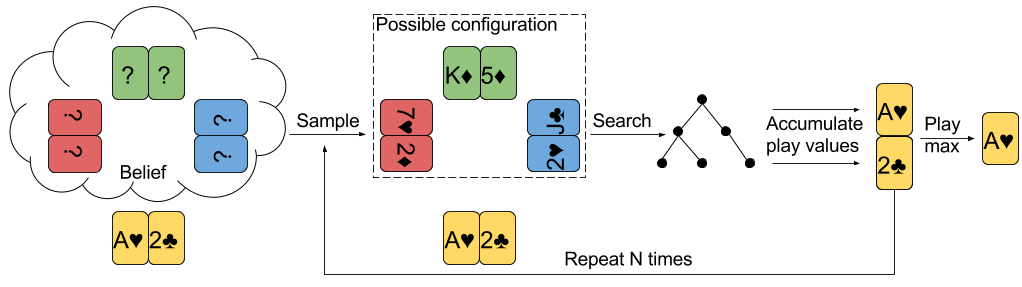 ? ?
?
?
?
?
Belief
A♥ 2♣
Sample
Possible configuration
K♦ 5♦
7♥
2♦
J♣
2♥
A♥ 2♣
Search
Accumulate
play values
A♥
2♣
Play
max
A♥
Repeat N times